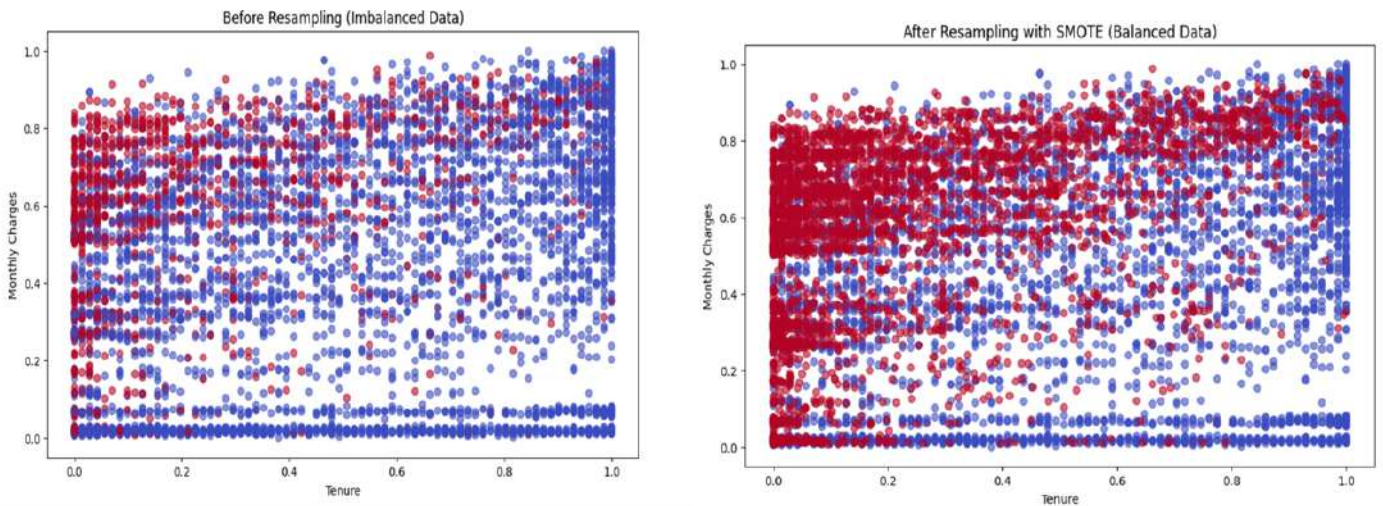 Before Resampling (Imbalanced Data)
1.0
0.8
0.6
0.4
0.2
0.0
Monthly Charges
0.0 0.2 0.4 0.6 0.8 1.0
Tenure
After Resampling with SMOTE (Balanced Data)
1.0
0.8
0.6
0.4
0.2
0.0
Monthly Charges
0.0 0.2 0.4 0.6 0.8 1.0
Tenure